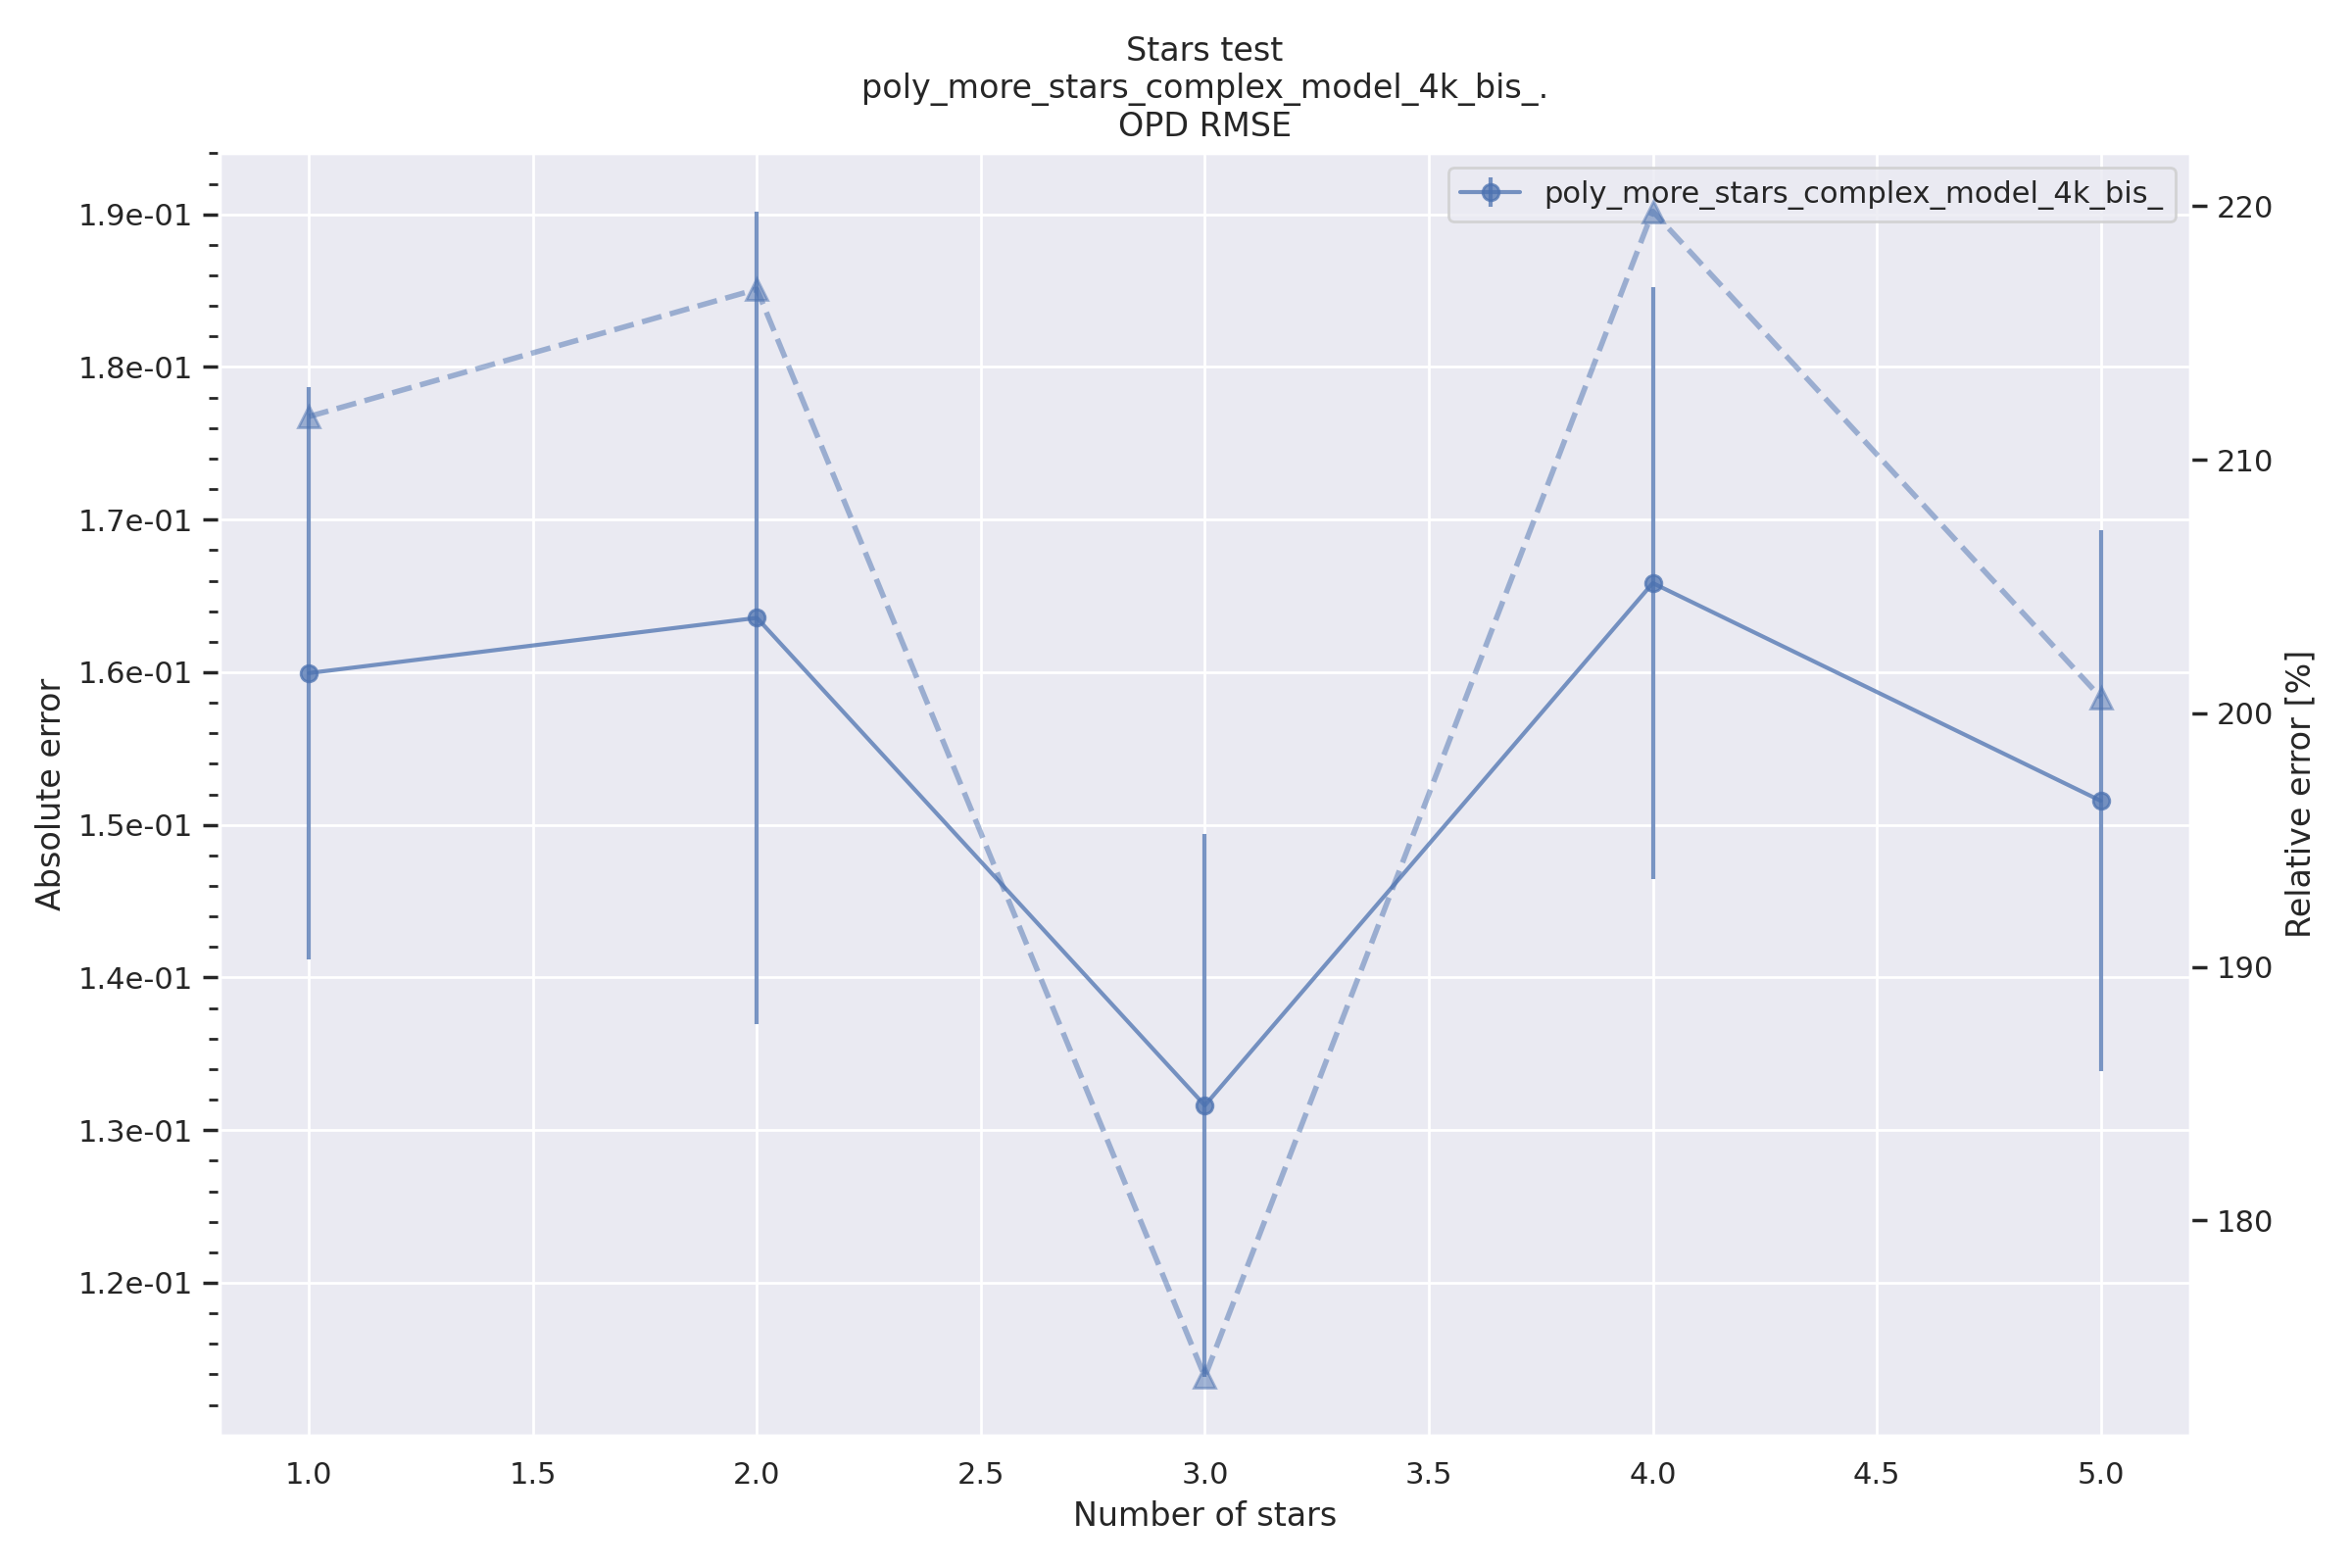 Stars test
poly_more_stars_complex_model_4k_bis_.
OPD RMSE
poly_more_stars_complex_model_4k_bis_
Absolute error
1.9e-01
1.8e-01
1.7e-01
1.6e-01
1.5e-01
1.4e-01
1.3e-01
1.2e-01
220
210
200
190
180
Relative error [%]
1.0 1.5 2.0 2.5 3.0 3.5 4.0 4.5 5.0
Number of stars